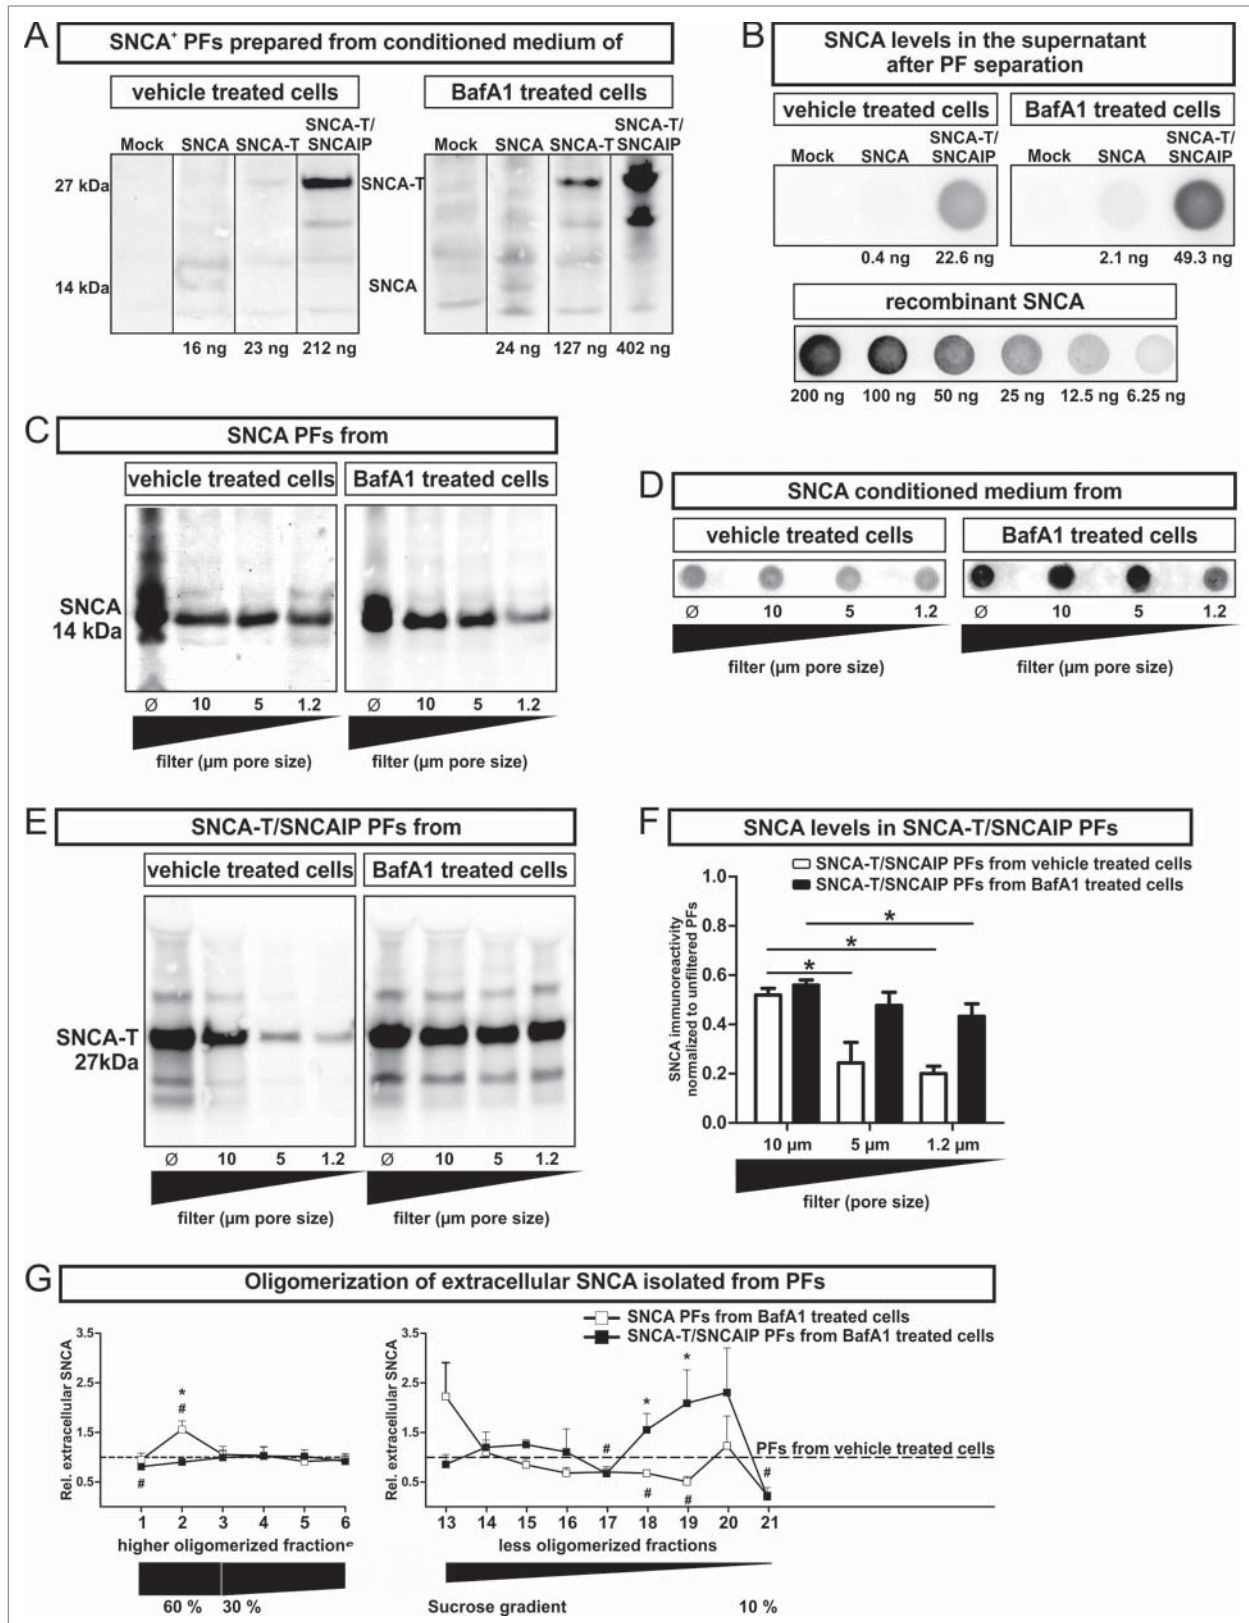 A
SNCA⁺ PFs prepared from conditioned medium of
vehicle treated cells
BafA1 treated cells
Mock SNCA SNCA-T SNCA-T/
SNCAIP
Mock SNCA SNCA-T SNCA-T/
SNCAIP
27 kDa
SNCA-T
14 kDa
SNCA
16 ng 23 ng 212 ng
24 ng 127 ng 402 ng
B
SNCA levels in the supernatant
after PF separation
vehicle treated cells
BafA1 treated cells
Mock SNCA SNCA-T/
SNCAIP
Mock SNCA SNCA-T/
SNCAIP
0.4 ng 22.6 ng
2.1 ng 49.3 ng
recombinant SNCA
200 ng 100 ng 50 ng 25 ng 12.5 ng 6.25 ng
C
SNCA PFs from
vehicle treated cells
BafA1 treated cells
SNCA
14 kDa
Ø 10 5 1.2
Ø 10 5 1.2
filter (µm pore size)
filter (µm pore size)
D
SNCA conditioned medium from
vehicle treated cells
BafA1 treated cells
Ø 10 5 1.2
Ø 10 5 1.2
filter (µm pore size)
filter (µm pore size)
E
SNCA-T/SNCAIP PFs from
vehicle treated cells
BafA1 treated cells
SNCA-T
27kDa
Ø 10 5 1.2
Ø 10 5 1.2
filter (µm pore size)
filter (µm pore size)
F
SNCA levels in SNCA-T/SNCAIP PFs
SNCA-T/SNCAIP PFs from vehicle treated cells
SNCA-T/SNCAIP PFs from BafA1 treated cells
SNCA immunoreactivity
normalized to unfiltered PFs
1.0
0.8
0.6
0.4
0.2
0.0
*
*
*
10 µm 5 µm 1.2 µm
filter (pore size)
G
Oligomerization of extracellular SNCA isolated from PFs
SNCA PFs from BafA1 treated cells
SNCA-T/SNCAIP PFs from BafA1 treated cells
Rel. extracellular SNCA
3.5
2.5
1.5
0.5
*
#
#
1 2 3 4 5 6
higher oligomerized fractions
60 % 30 %
Rel. extracellular SNCA
3.5
2.5
1.5
0.5
* *
#
# #
#
PFs from vehicle treated cells
13 14 15 16 17 18 19 20 21
less oligomerized fractions
Sucrose gradient 10 %